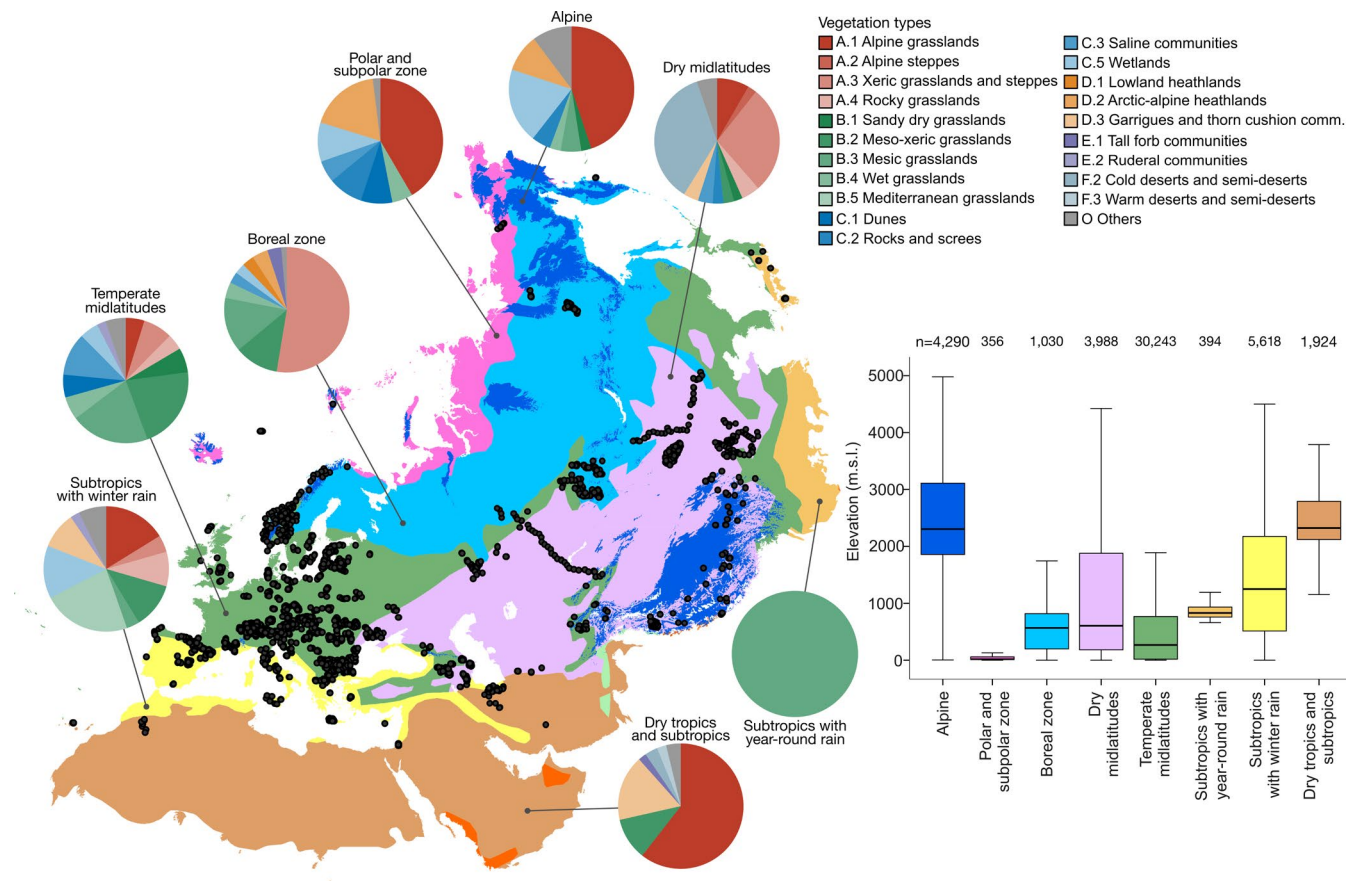 Alpine
Polar and
subpolar zone
Dry midlatitudes
Boreal zone
Temperate
midlatitudes
Subtropics
with winter rain
Subtropics with
year-round rain
Dry tropics
and subtropics
Vegetation types
A.1 Alpine grasslands
A.2 Alpine steppes
A.3 Xeric grasslands and steppes
A.4 Rocky grasslands
B.1 Sandy dry grasslands
B.2 Meso-xeric grasslands
B.3 Mesic grasslands
B.4 Wet grasslands
B.5 Mediterranean grasslands
C.1 Dunes
C.2 Rocks and screes
C.3 Saline communities
C.5 Wetlands
D.1 Lowland heathlands
D.2 Arctic-alpine heathlands
D.3 Garrigues and thorn cushion comm.
E.1 Tall forb communities
E.2 Ruderal communities
F.2 Cold deserts and semi-deserts
F.3 Warm deserts and semi-deserts
O Others
n=4,290 356 1,030 3,988 30,243 394 5,618 1,924
Elevation (m.s.l.)
5000
4000
3000
2000
1000
0
Alpine
Polar and
subpolar zone
Boreal zone
Dry
midlatitudes
Temperate
midlatitudes
Subtropics with
year-round rain
Subtropics
with winter rain
Dry tropics and
subtropics